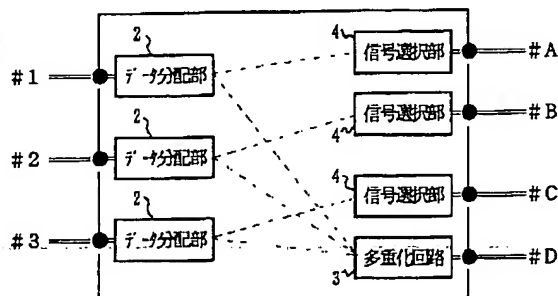 2
4
#1
データ分配部
信号選択部
#A
2
#2
データ分配部
信号選択部
#B
4
2
4
#3
データ分配部
信号選択部
#C
多重化回路
#D
3